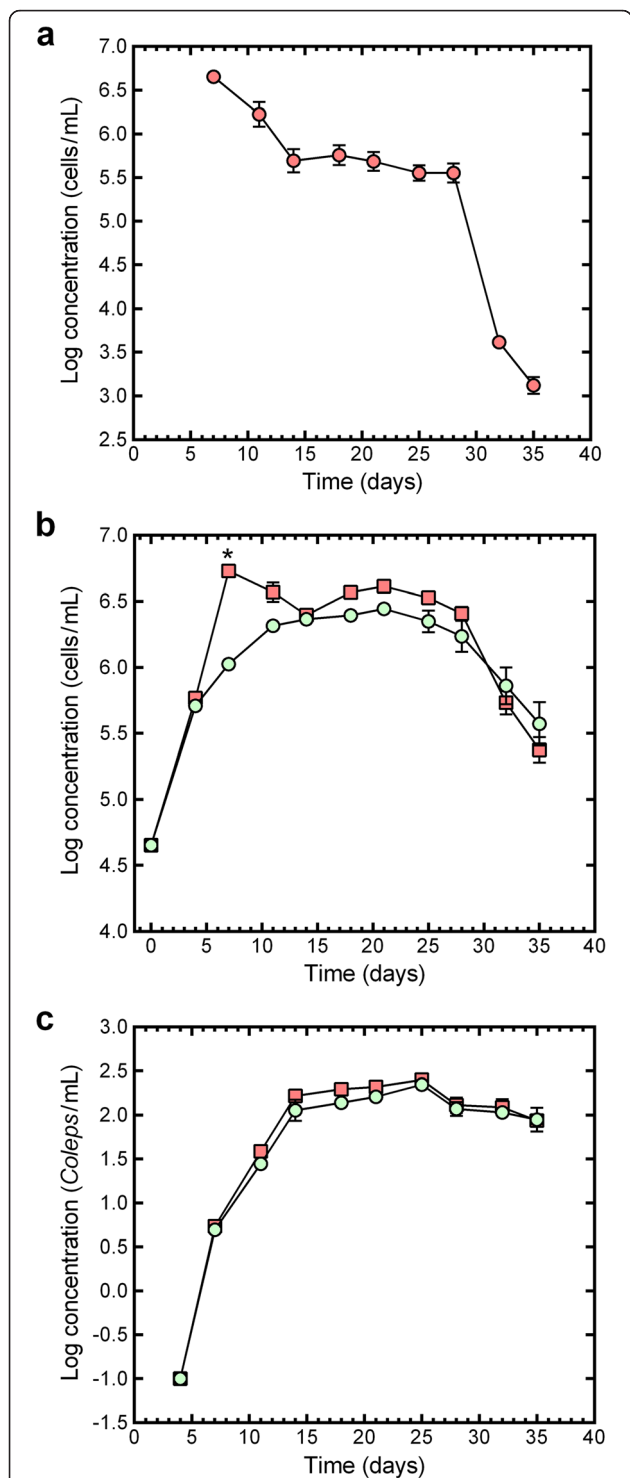 a
7.0
6.5
6.0
5.5
5.0
4.5
4.0
3.5
3.0
2.5
Log concentration (cells/mL)
0 5 10 15 20 25 30 35 40
Time (days)
b
7.0
6.5
6.0
5.5
5.0
4.5
4.0
Log concentration (cells/mL)
*
0 5 10 15 20 25 30 35 40
Time (days)
c
3.0
2.5
2.0
1.5
1.0
0.5
0.0
-0.5
-1.0
-1.5
Log concentration (Coleps/mL)
0 5 10 15 20 25 30 35 40
Time (days)